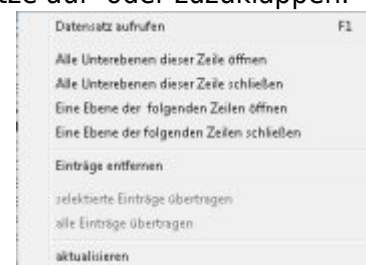 auf- oder zuzuklappen.
Datensatz aufrufen F1
Alle Unterebenen dieser Zeile öffnen
Alle Unterebenen dieser Zeile schließen
Eine Ebene der folgenden Zeilen öffnen
Eine Ebene der folgenden Zeilen schließen
Einträge entfernen
selektierte Einträge übertragen
alle Einträge übertragen
aktualisieren